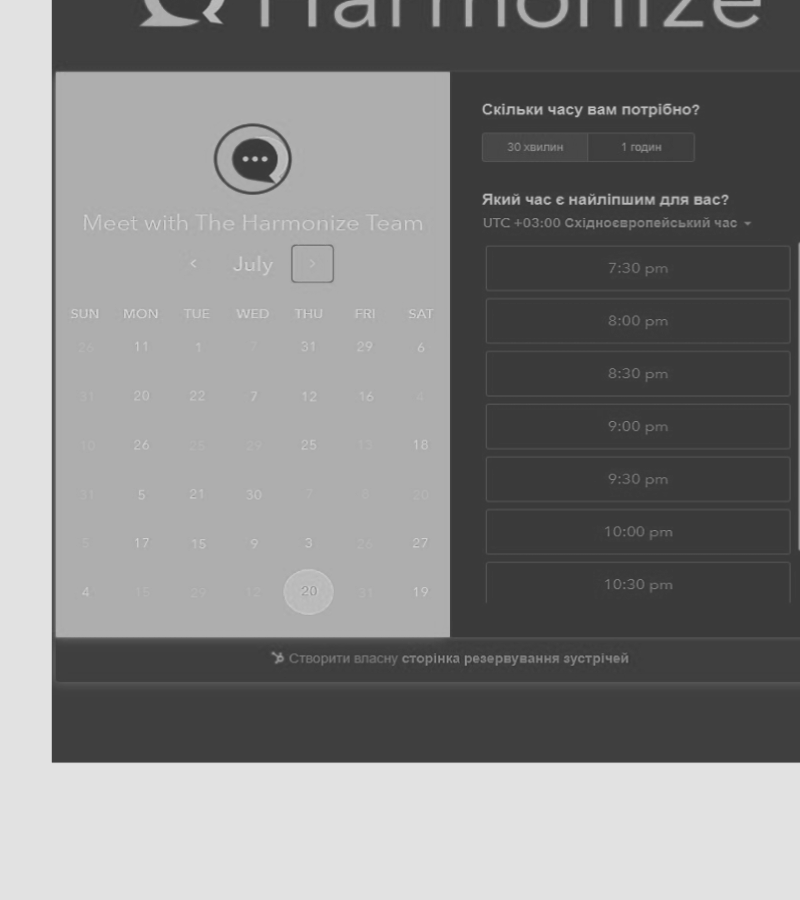 Harmonize
Meet with The Harmonize Team
July
SUN MON TUE WED THU FRI SAT
26 11 1 7 31 29 6
31 20 22 7 12 16 4
10 26 25 29 25 13 18
31 5 21 30 7 8 20
5 17 15 9 3 26 27
4 15 29 12 20 31 19
Скільки часу вам потрібно?
30 хвилин 1 годин
Який час є найліпшим для вас?
UTC +03:00 Східноєвропейський час
7:30 pm
8:00 pm
8:30 pm
9:00 pm
9:30 pm
10:00 pm
10:30 pm
Створити власну сторінка резервування зустрічей